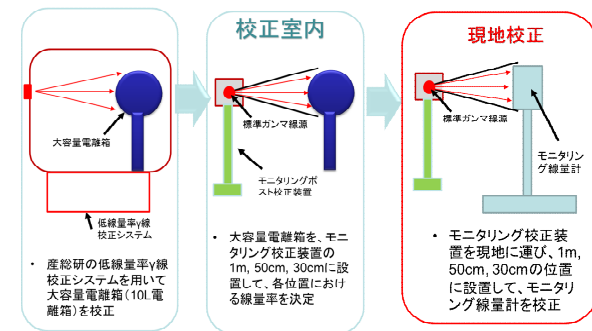 大容量電離箱
低線量率γ線
校正システム
・ 産総研の低線量率γ線
校正システムを用いて
大容量電離箱(10L電
離箱)を校正
校正室内
標準ガンマ線源
モニタリングポ
スト校正装置
・ 大容量電離箱を、モニ
タリング校正装置の
1m, 50cm, 30cmに設
置して、各位置におけ
る線量率を決定
現地校正
標準ガンマ線源
モニタリン
グ線量計
・ モニタリング校正装
置を現地に運び、1m,
50cm, 30cmの位置
に設置して、モニタリ
ング線量計を校正